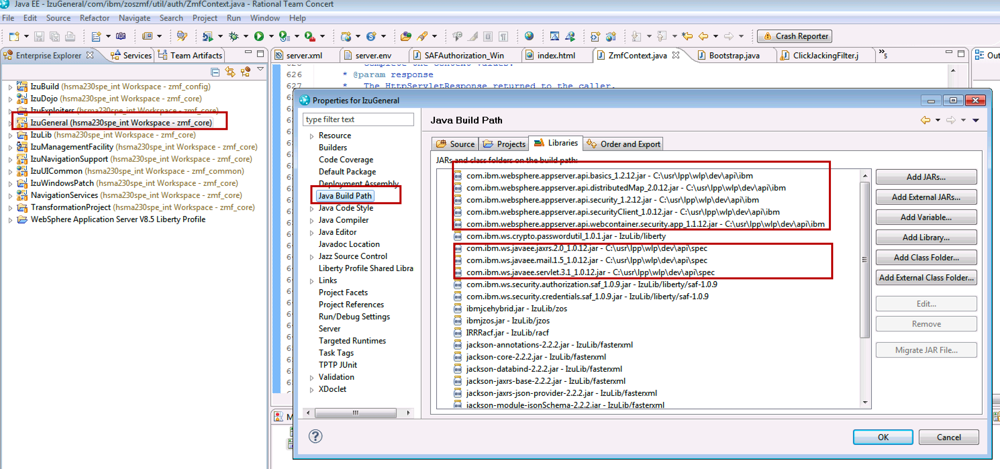 Java EE - IzuGeneral/com/ibm/zoszmf/util/auth/ZmfContext.java - Rational Team Concert
File Edit Source Refactor Navigate Search Project Run Window Help
Crash Reporter
Enterprise Explorer Services Team Artifacts
server.xml server.env SAFAuthorization_Win index.html ZmfContext.java Bootstrap.java ClickJackingFilter.j 5 Out
IzuBuild (hsma230spe_int Workspace - zmf_config)
IzuDojo (hsma230spe_int Workspace - zmf_core)
IzuExploiters (hsma230spe_int Workspace - zmf_core)
IzuGeneral (hsma230spe_int Workspace - zmf_core)
IzuLib (hsma230spe_int Workspace - zmf_core)
IzuManagementFacility (hsma230spe_int Workspace - zmf_core)
IzuNavigationSupport (hsma230spe_int Workspace - zmf_core)
IzuUICommon (hsma230spe_int Workspace - zmf_common)
IzuWindowsPatch (hsma230spe_int Workspace - zmf_core)
NavigationServices (hsma230spe_int Workspace - zmf_core)
TransformationProject (hsma230spe_int Workspace - zmf_core)
WebSphere Application Server V8.5 Liberty Profile
626 * @param response
627 * The HttpServletResponse returned to the caller.
Properties for IzuGeneral
type filter text
Resource
Builders
Code Coverage
Default Package
Deployment Assembly
Java Build Path
Java Code Style
Java Compiler
Java Editor
Javadoc Location
Jazz Source Control
Liberty Profile Shared Libra
Links
Project Facets
Project References
Run/Debug Settings
Server
Targeted Runtimes
Task Tags
TPTP JUnit
Validation
XDoclet
Java Build Path
Source Projects Libraries Order and Export
JARs and class folders on the build path:
com.ibm.websphere.appserver.api.basics_1.2.12.jar - C:\usr\lpp\wlp\dev\api\ibm
com.ibm.websphere.appserver.api.distributedMap_2.0.12.jar - C:\usr\lpp\wlp\dev\api\ibm
com.ibm.websphere.appserver.api.security_1.2.12.jar - C:\usr\lpp\wlp\dev\api\ibm
com.ibm.websphere.appserver.api.securityClient_1.0.12.jar - C:\usr\lpp\wlp\dev\api\ibm
com.ibm.websphere.appserver.api.webcontainer.security.app_1.1.12.jar - C:\usr\lpp\wlp\dev\api\ibm
com.ibm.ws.crypto.passwordutil_1.0.1.jar - IzuLib/liberty
com.ibm.ws.javaee.jaxrs.2.0_1.0.12.jar - C:\usr\lpp\wlp\dev\api\spec
com.ibm.ws.javaee.mail.1.5_1.0.12.jar - C:\usr\lpp\wlp\dev\api\spec
com.ibm.ws.javaee.servlet.3.1_1.0.12.jar - C:\usr\lpp\wlp\dev\api\spec
com.ibm.ws.security.authorization.saf_1.0.9.jar - IzuLib/liberty/saf-1.0.9
com.ibm.ws.security.credentials.saf_1.0.9.jar - IzuLib/liberty/saf-1.0.9
ibmjcehybrid.jar - IzuLib/zos
ibmjzos.jar - IzuLib/jzos
IRRRacf.jar - IzuLib/racf
jackson-annotations-2.2.2.jar - IzuLib/fasterxml
jackson-core-2.2.2.jar - IzuLib/fasterxml
jackson-databind-2.2.2.jar - IzuLib/fasterxml
jackson-jaxrs-base-2.2.2.jar - IzuLib/fasterxml
jackson-jaxrs-json-provider-2.2.2.jar - IzuLib/fasterxml
jackson-module-jsonSchema-2.2.2.jar - IzuLib/fasterxml
Add JARs...
Add External JARs...
Add Variable...
Add Library...
Add Class Folder...
Add External Class Folder...
Edit...
Remove
Migrate JAR File...
OK Cancel